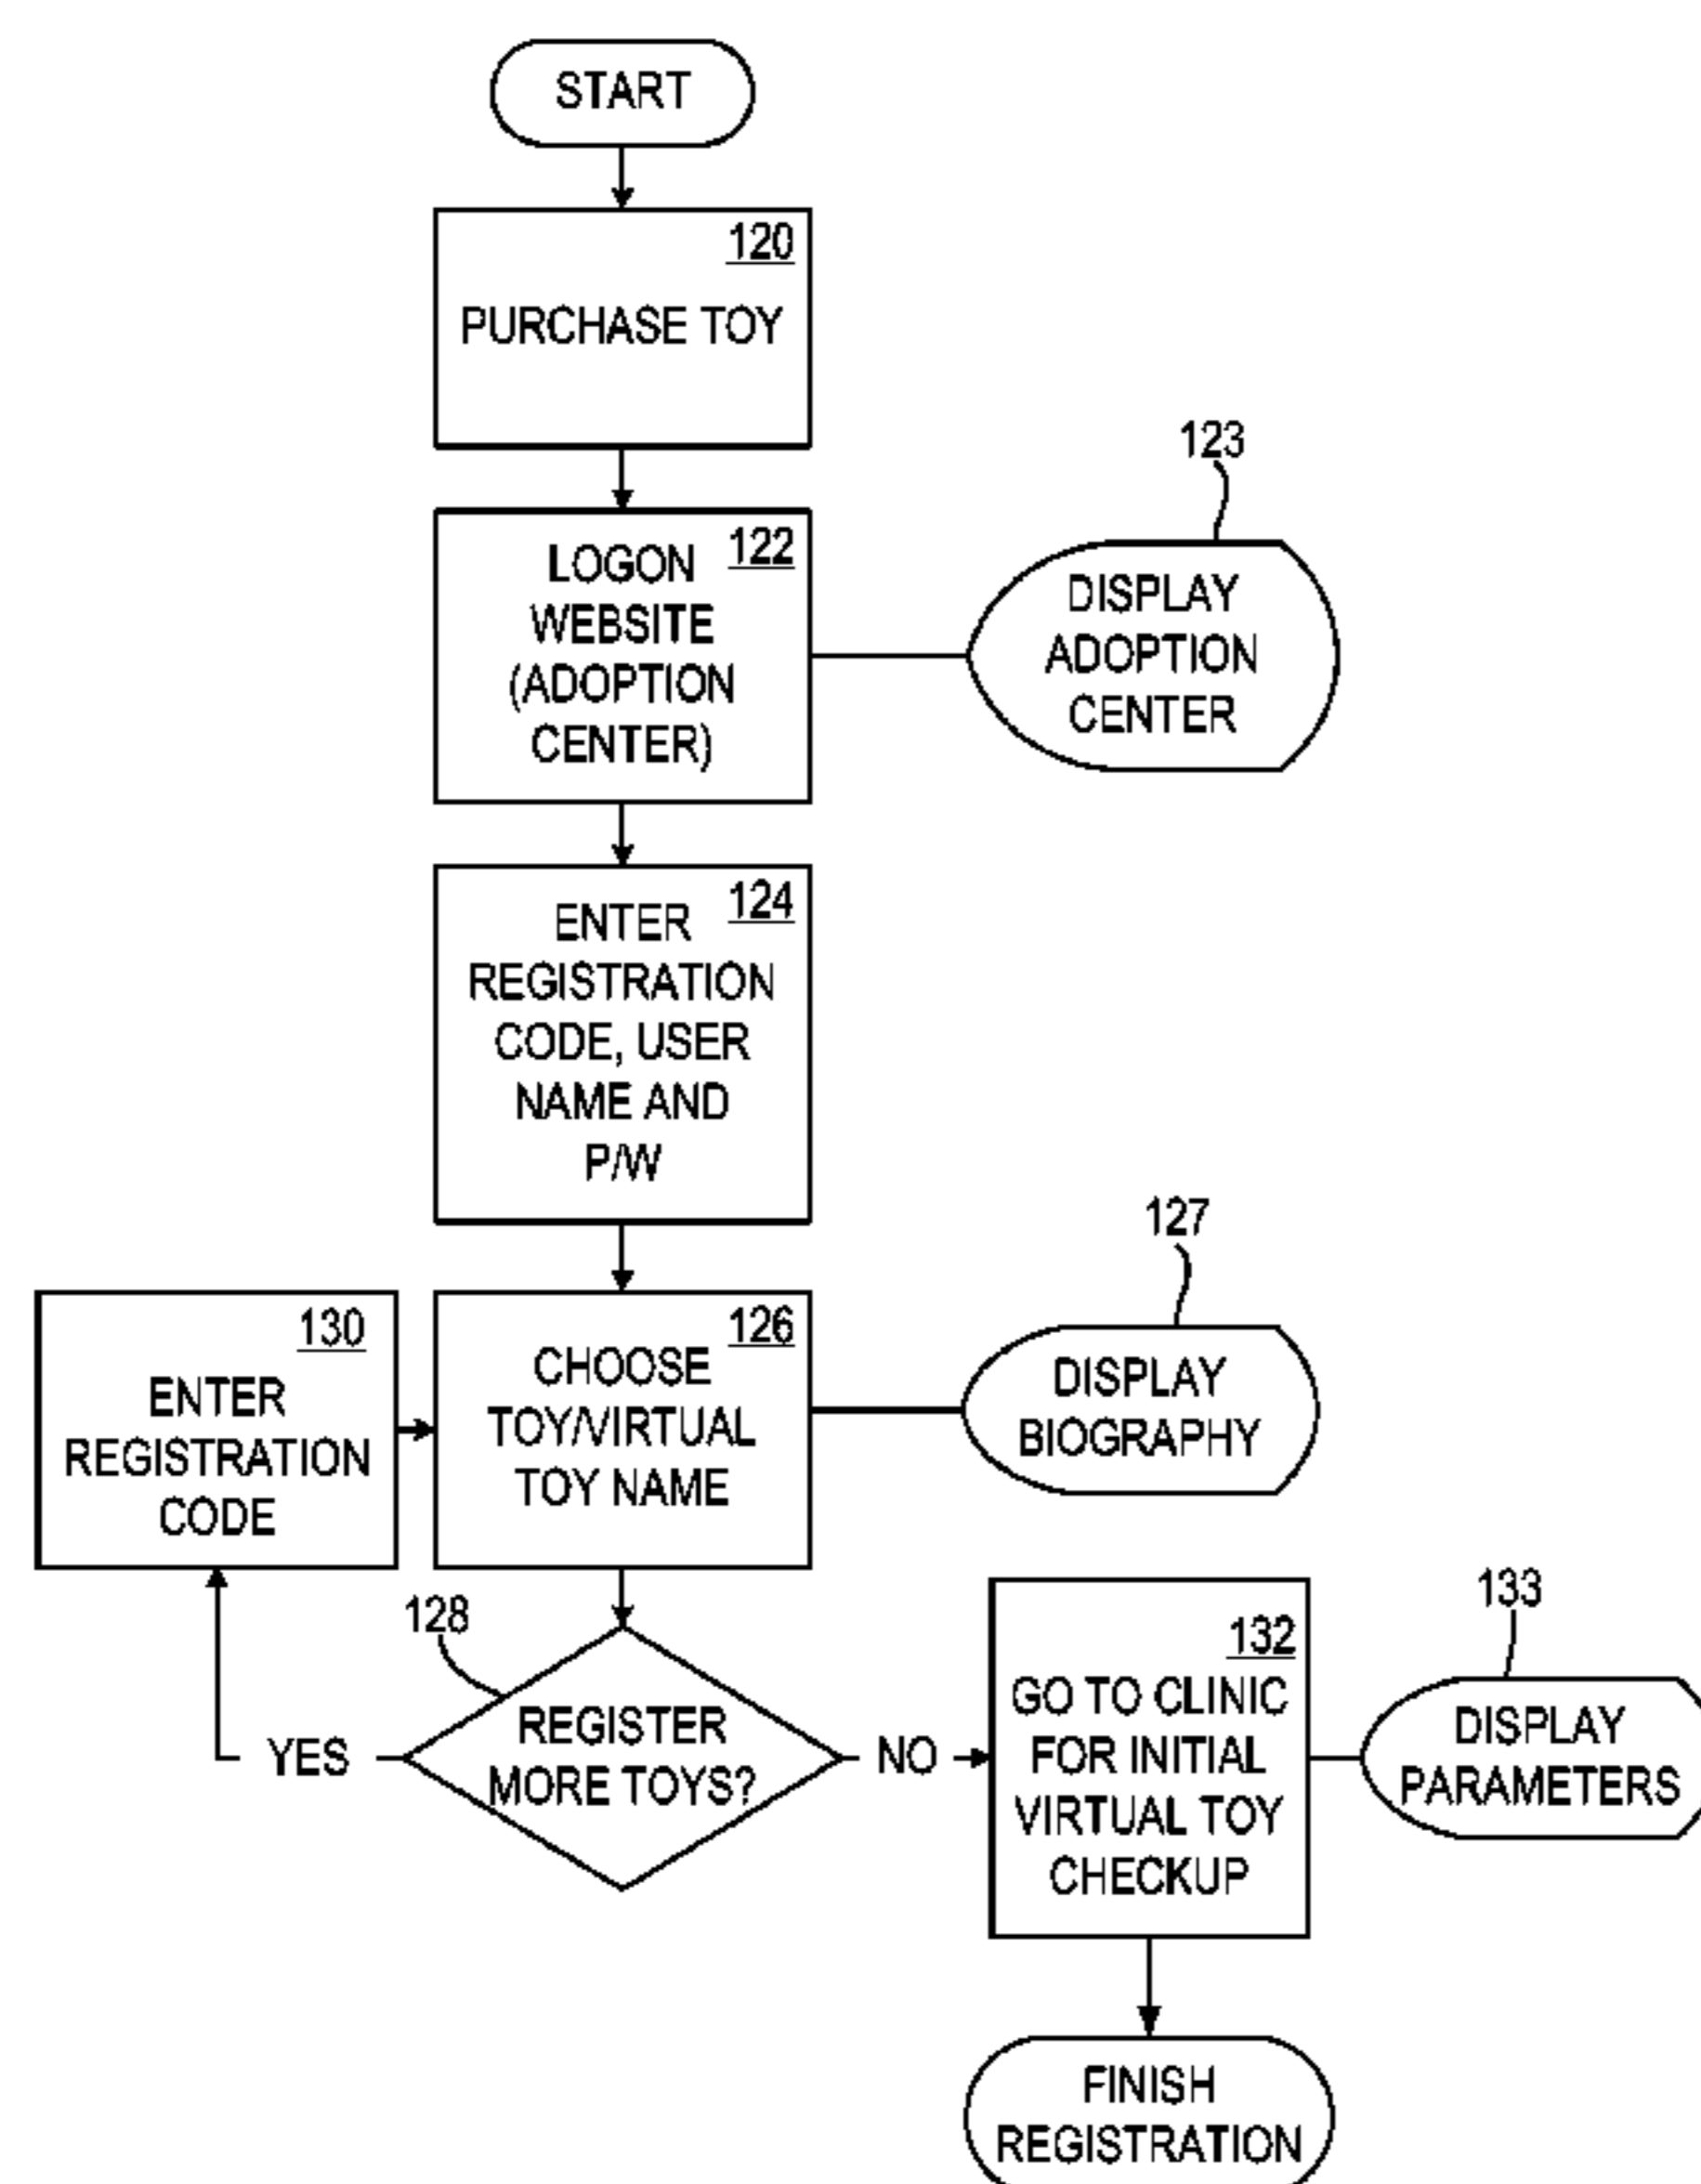 START
120
PURCHASE TOY
122
LOGON
WEBSITE
(ADOPTION
CENTER)
123
DISPLAY
ADOPTION
CENTER
124
ENTER
REGISTRATION
CODE, USER
NAME AND
P/W
130
ENTER
REGISTRATION
CODE
126
CHOOSE
TOY/VIRTUAL
TOY NAME
127
DISPLAY
BIOGRAPHY
128
REGISTER
MORE TOYS?
YES
NO
132
GO TO CLINIC
FOR INITIAL
VIRTUAL TOY
CHECKUP
133
DISPLAY
PARAMETERS
FINISH
REGISTRATION